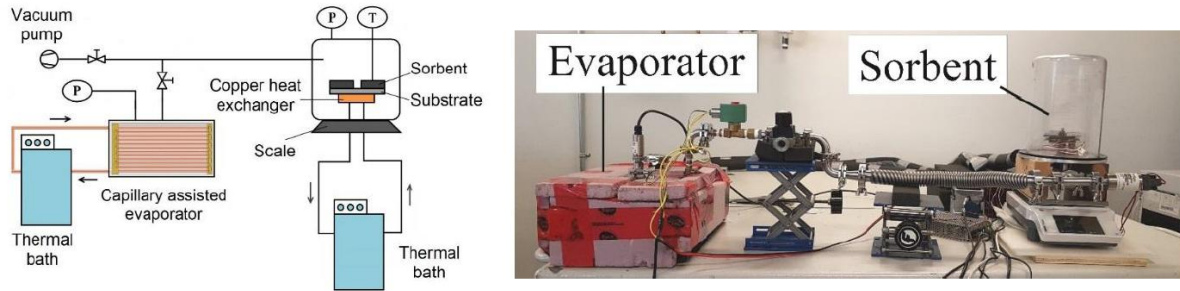 Vacuum
pump
P
T
P
Sorbent
Copper heat
exchanger
Substrate
Scale
Capillary assisted
evaporator
Thermal
bath
Thermal
bath
Evaporator
Sorbent